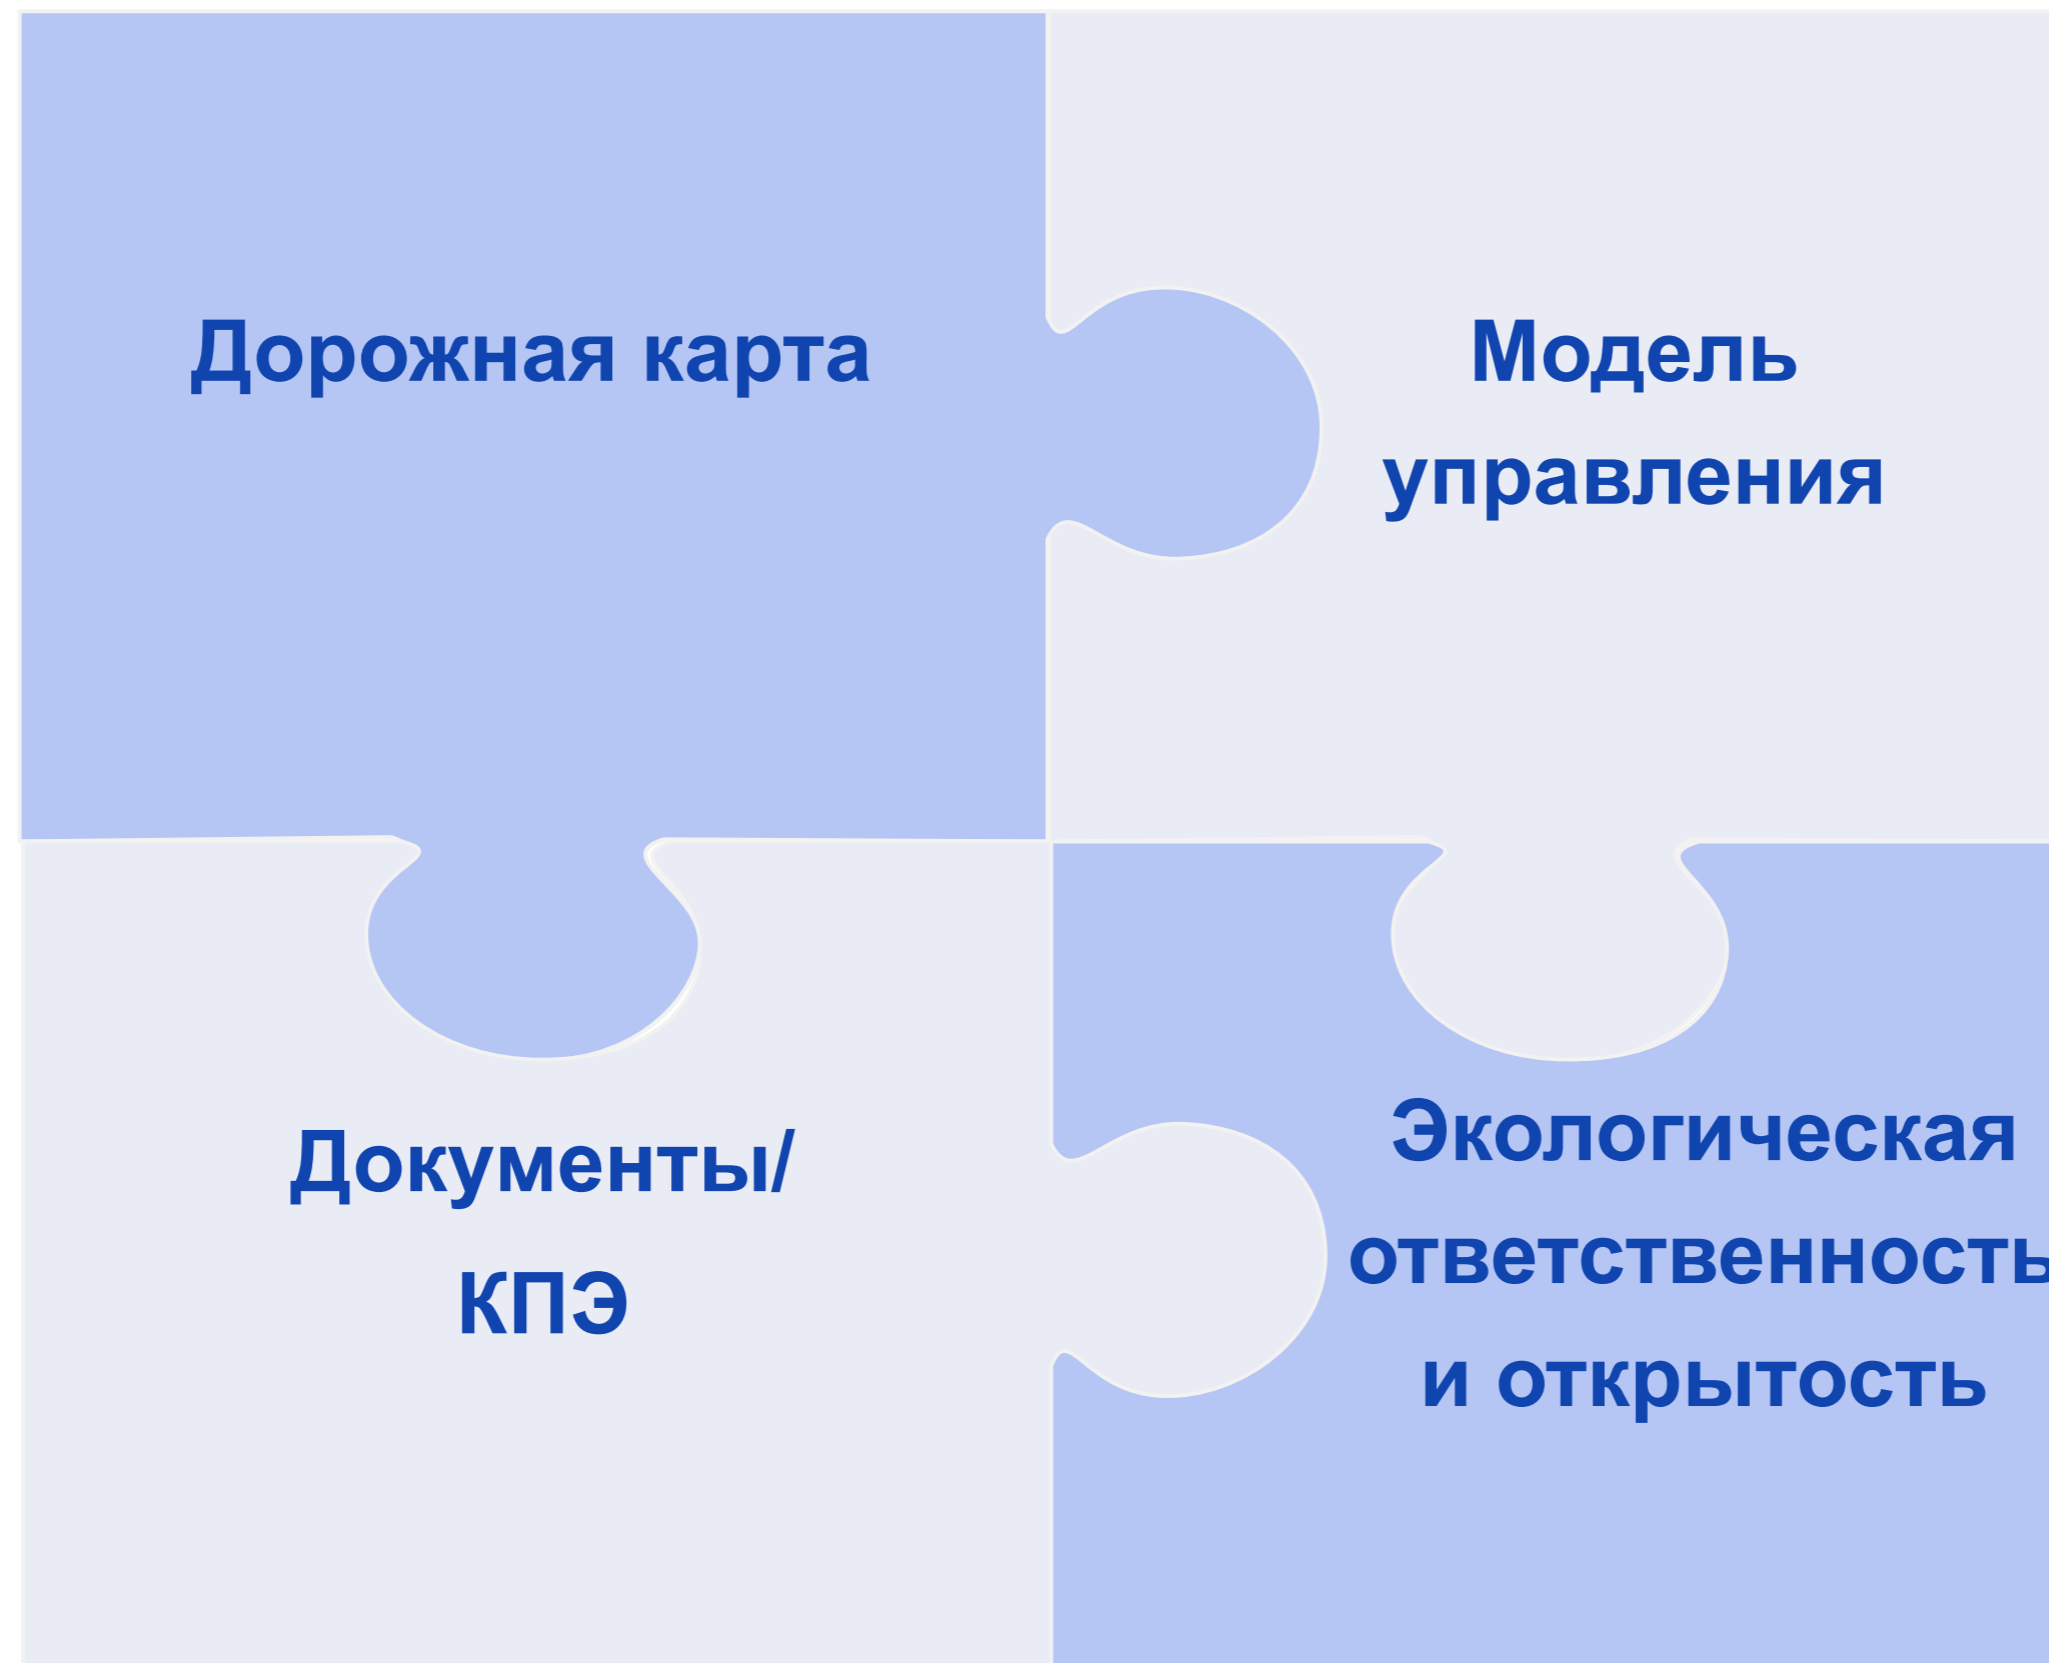 Дорожная карта
Модель
управления
Документы/
КПЭ
Экологическая
ответственность
и открытость